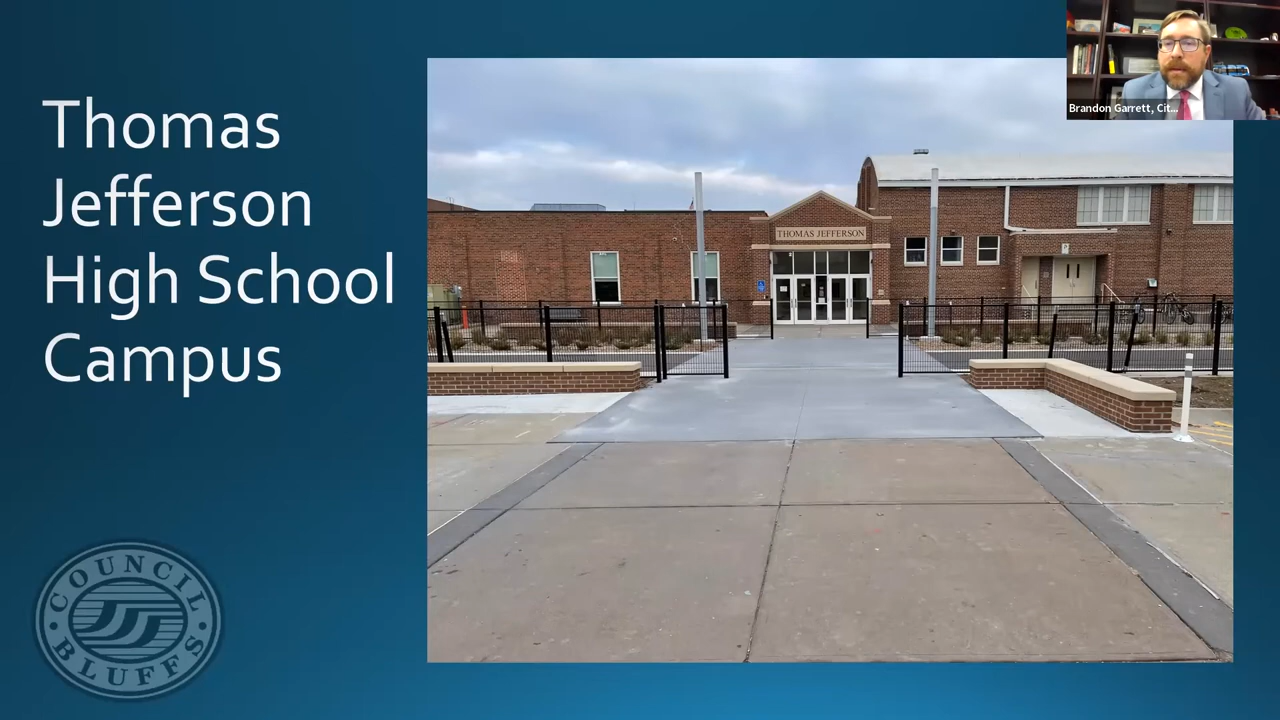 Thomas
Jefferson
High School
Campus
Brandon Garrett, Cit...
THOMAS JEFFERSON
COUNCIL
BLUFFS